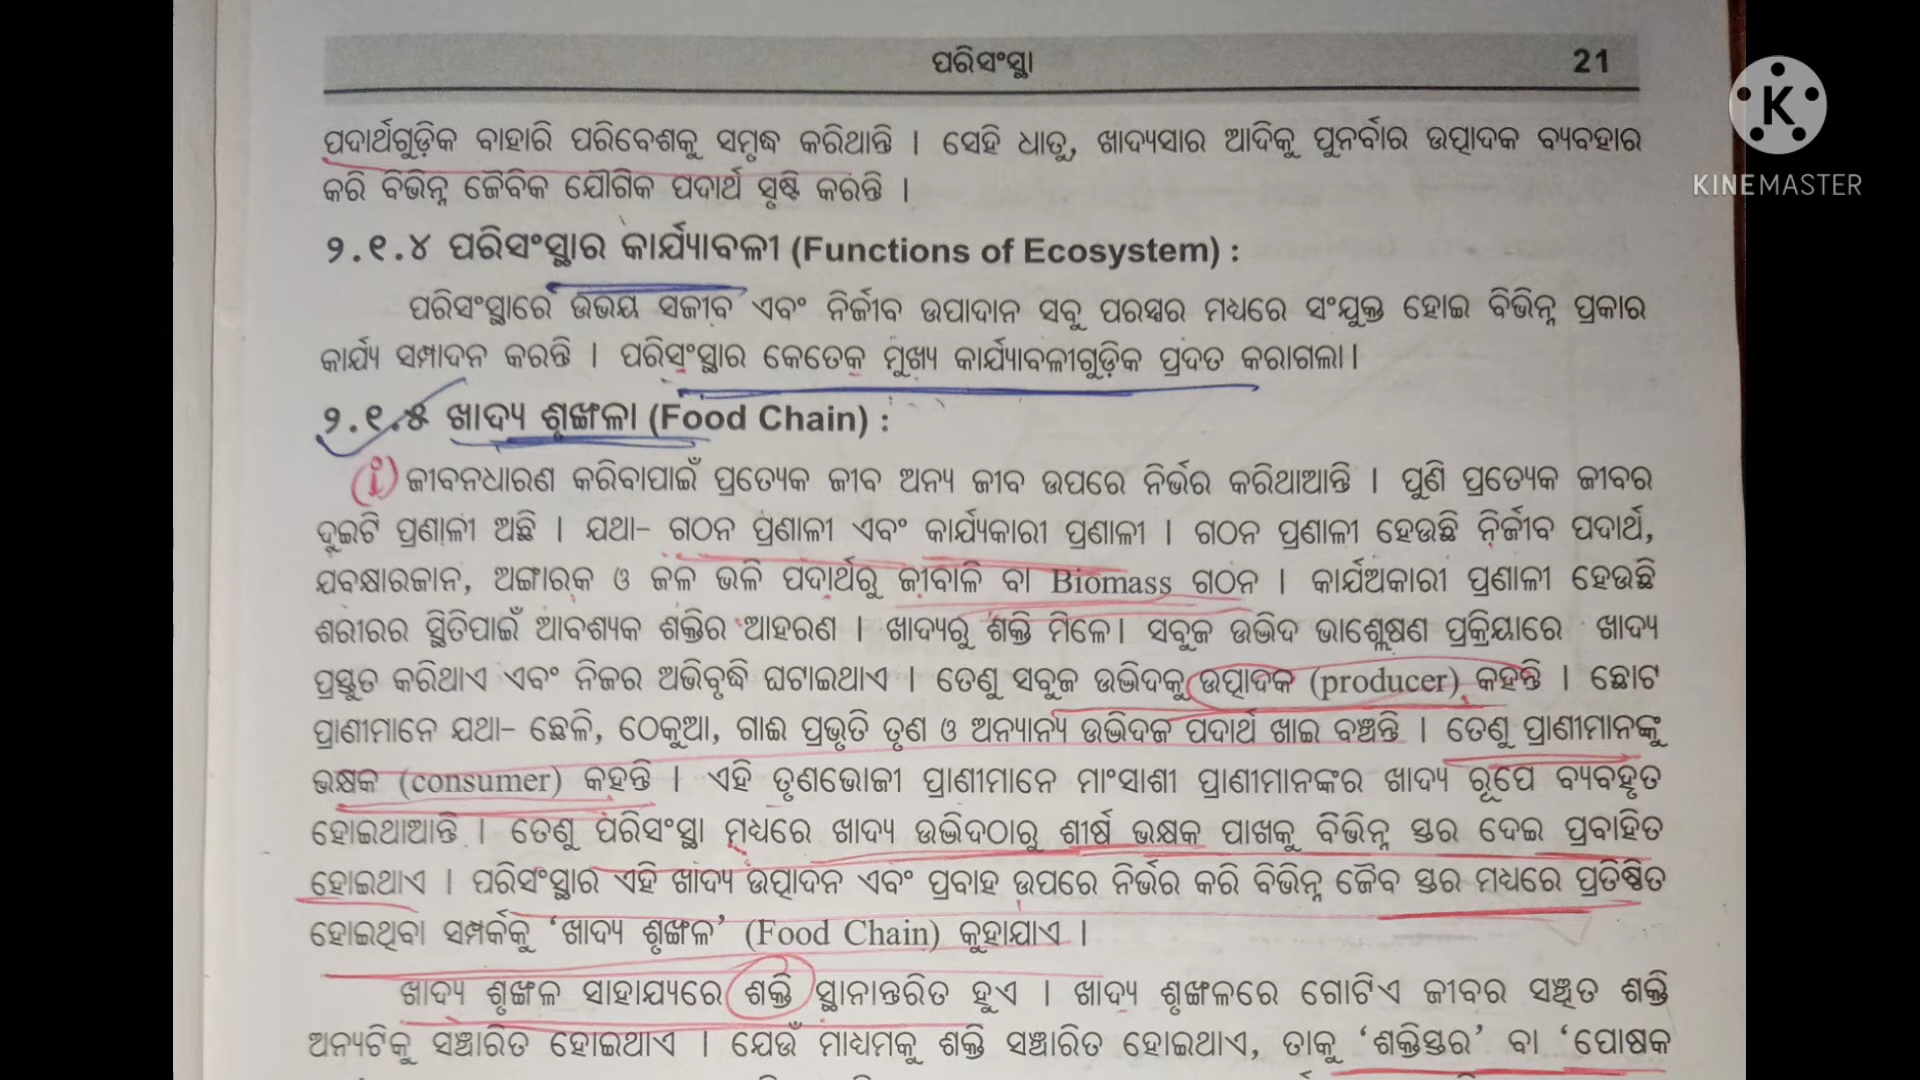 ପରିସଂସ୍ଥା 21
K
KINEMASTER
ପଦାର୍ଥଗୁଡ଼ିକ ବାହାରି ପରିବେଶକୁ ସମୃଦ୍ଧ କରିଥାନ୍ତି । ସେହି ଧାତୁ, ଖାଦ୍ୟସାର ଆଦିକୁ ପୁନର୍ବାର ଉତ୍ପାଦକ ବ୍ୟବହାର
କରି ବିଭିନ୍ନ ଜୈବିକ ଯୌଗିକ ପଦାର୍ଥ ସୃଷ୍ଟି କରନ୍ତି ।
୨.୧.୪ ପରିସଂସ୍ଥାର କାର୍ଯ୍ୟାବଳୀ (Functions of Ecosystem) :
ପରିସଂସ୍ଥାରେ ଉଭୟ ସଜୀବ ଏବଂ ନିର୍ଜୀବ ଉପାଦାନ ସବୁ ପରସ୍ପର ମଧ୍ୟରେ ସଂଯୁକ୍ତ ହୋଇ ବିଭିନ୍ନ ପ୍ରକାର
କାର୍ଯ୍ୟ ସମ୍ପାଦନ କରନ୍ତି । ପରିସଂସ୍ଥାର କେତେକ ମୁଖ୍ୟ କାର୍ଯ୍ୟାବଳୀଗୁଡ଼ିକ ପ୍ରଦତ କରାଗଲା ।
୨.୧.୫ ଖାଦ୍ୟ ଶୃଙ୍ଖଳା (Food Chain) :
(i) ଜୀବନଧାରଣ କରିବାପାଇଁ ପ୍ରତ୍ୟେକ ଜୀବ ଅନ୍ୟ ଜୀବ ଉପରେ ନିର୍ଭର କରିଥାଆନ୍ତି । ପୁଣି ପ୍ରତ୍ୟେକ ଜୀବର
ଦୁଇଟି ପ୍ରଣାଳୀ ଅଛି । ଯଥା- ଗଠନ ପ୍ରଣାଳୀ ଏବଂ କାର୍ଯ୍ୟକାରୀ ପ୍ରଣାଳୀ । ଗଠନ ପ୍ରଣାଳୀ ହେଉଛି ନିର୍ଜୀବ ପଦାର୍ଥ,
ଯବକ୍ଷାରଜାନ, ଅଙ୍ଗାରକ ଓ ଜଳ ଭଳି ପଦାର୍ଥରୁ ଜୀବାଳି ବା Biomass ଗଠନ । କାର୍ଯଅକାରୀ ପ୍ରଣାଳୀ ହେଉଛି
ଶରୀରର ସ୍ଥିତିପାଇଁ ଆବଶ୍ୟକ ଶକ୍ତିର ଆହରଣ । ଖାଦ୍ୟରୁ ଶକ୍ତି ମିଳେ । ସବୁଜ ଉଦ୍ଭିଦ ଭାଶ୍ଳେଷଣ ପ୍ରକ୍ରିୟାରେ ଖାଦ୍ୟ
ପ୍ରସ୍ତୁତ କରିଥାଏ ଏବଂ ନିଜର ଅଭିବୃଦ୍ଧି ଘଟାଇଥାଏ । ତେଣୁ ସବୁଜ ଉଦ୍ଭିଦକୁ ଉତ୍ପାଦକ (producer) କହନ୍ତି । ଛୋଟ
ପ୍ରାଣୀମାନେ ଯଥା- ଛେଳି, ଠେକୁଆ, ଗାଈ ପ୍ରଭୃତି ତୃଣ ଓ ଅନ୍ୟାନ୍ୟ ଉଦ୍ଭିଦଜ ପଦାର୍ଥ ଖାଇ ବଞ୍ଚନ୍ତି । ତେଣୁ ପ୍ରାଣୀମାନଙ୍କୁ
ଭକ୍ଷକ (consumer) କହନ୍ତି । ଏହି ତୃଣଭୋଜୀ ପ୍ରାଣୀମାନେ ମାଂସାଶୀ ପ୍ରାଣୀମାନଙ୍କର ଖାଦ୍ୟ ରୂପେ ବ୍ୟବହୃତ
ହୋଇଥାଆନ୍ତି । ତେଣୁ ପରିସଂସ୍ଥା ମଧ୍ୟରେ ଖାଦ୍ୟ ଉଦ୍ଭିଦଠାରୁ ଶୀର୍ଷ ଭକ୍ଷକ ପାଖକୁ ବିଭିନ୍ନ ସ୍ତର ଦେଇ ପ୍ରବାହିତ
ହୋଇଥାଏ । ପରିସଂସ୍ଥାର ଏହି ଖାଦ୍ୟ ଉତ୍ପାଦନ ଏବଂ ପ୍ରବାହ ଉପରେ ନିର୍ଭର କରି ବିଭିନ୍ନ ଜୈବ ସ୍ତର ମଧ୍ୟରେ ପ୍ରତିଷ୍ଠିତ
ହୋଇଥିବା ସମ୍ପର୍କକୁ ‘ଖାଦ୍ୟ ଶୃଙ୍ଖଳ’ (Food Chain) କୁହାଯାଏ ।
ଖାଦ୍ୟ ଶୃଙ୍ଖଳ ସାହାଯ୍ୟରେ ଶକ୍ତି ସ୍ଥାନାନ୍ତରିତ ହୁଏ । ଖାଦ୍ୟ ଶୃଙ୍ଖଳରେ ଗୋଟିଏ ଜୀବର ସଞ୍ଚିତ ଶକ୍ତି
ଅନ୍ୟଟିକୁ ସଞ୍ଚାରିତ ହୋଇଥାଏ । ଯେଉଁ ମାଧ୍ୟମକୁ ଶକ୍ତି ସଞ୍ଚାରିତ ହୋଇଥାଏ, ତାକୁ ‘ଶକ୍ତିସ୍ତର’ ବା ‘ପୋଷକ